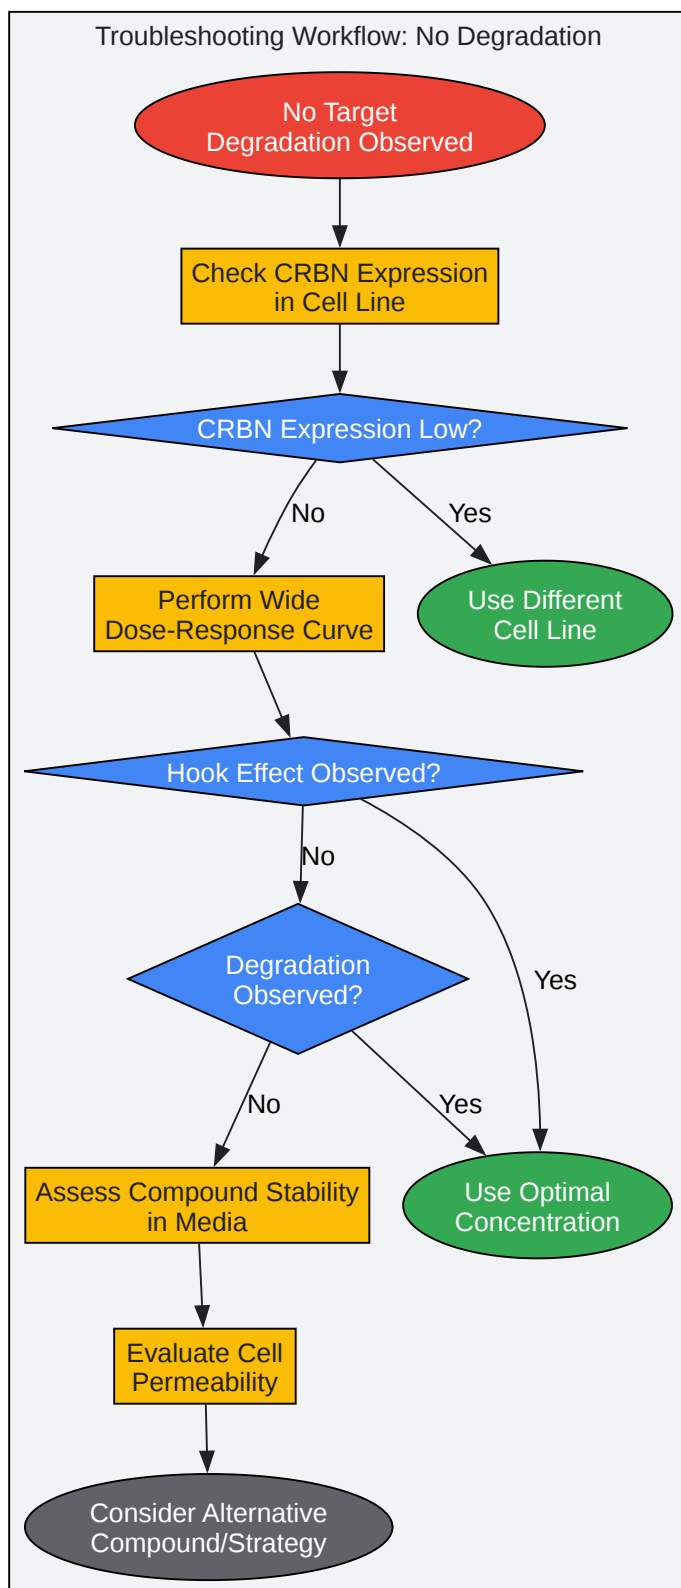 Troubleshooting Workflow: No Degradation
No Target
Degradation Observed
Check CRBN Expression
in Cell Line
CRBN Expression Low?
No
Yes
Perform Wide
Dose-Response Curve
Use Different
Cell Line
Hook Effect Observed?
No
Degradation
Observed?
Yes
No
Yes
Assess Compound Stability
in Media
Use Optimal
Concentration
Evaluate Cell
Permeability
Consider Alternative
Compound/Strategy